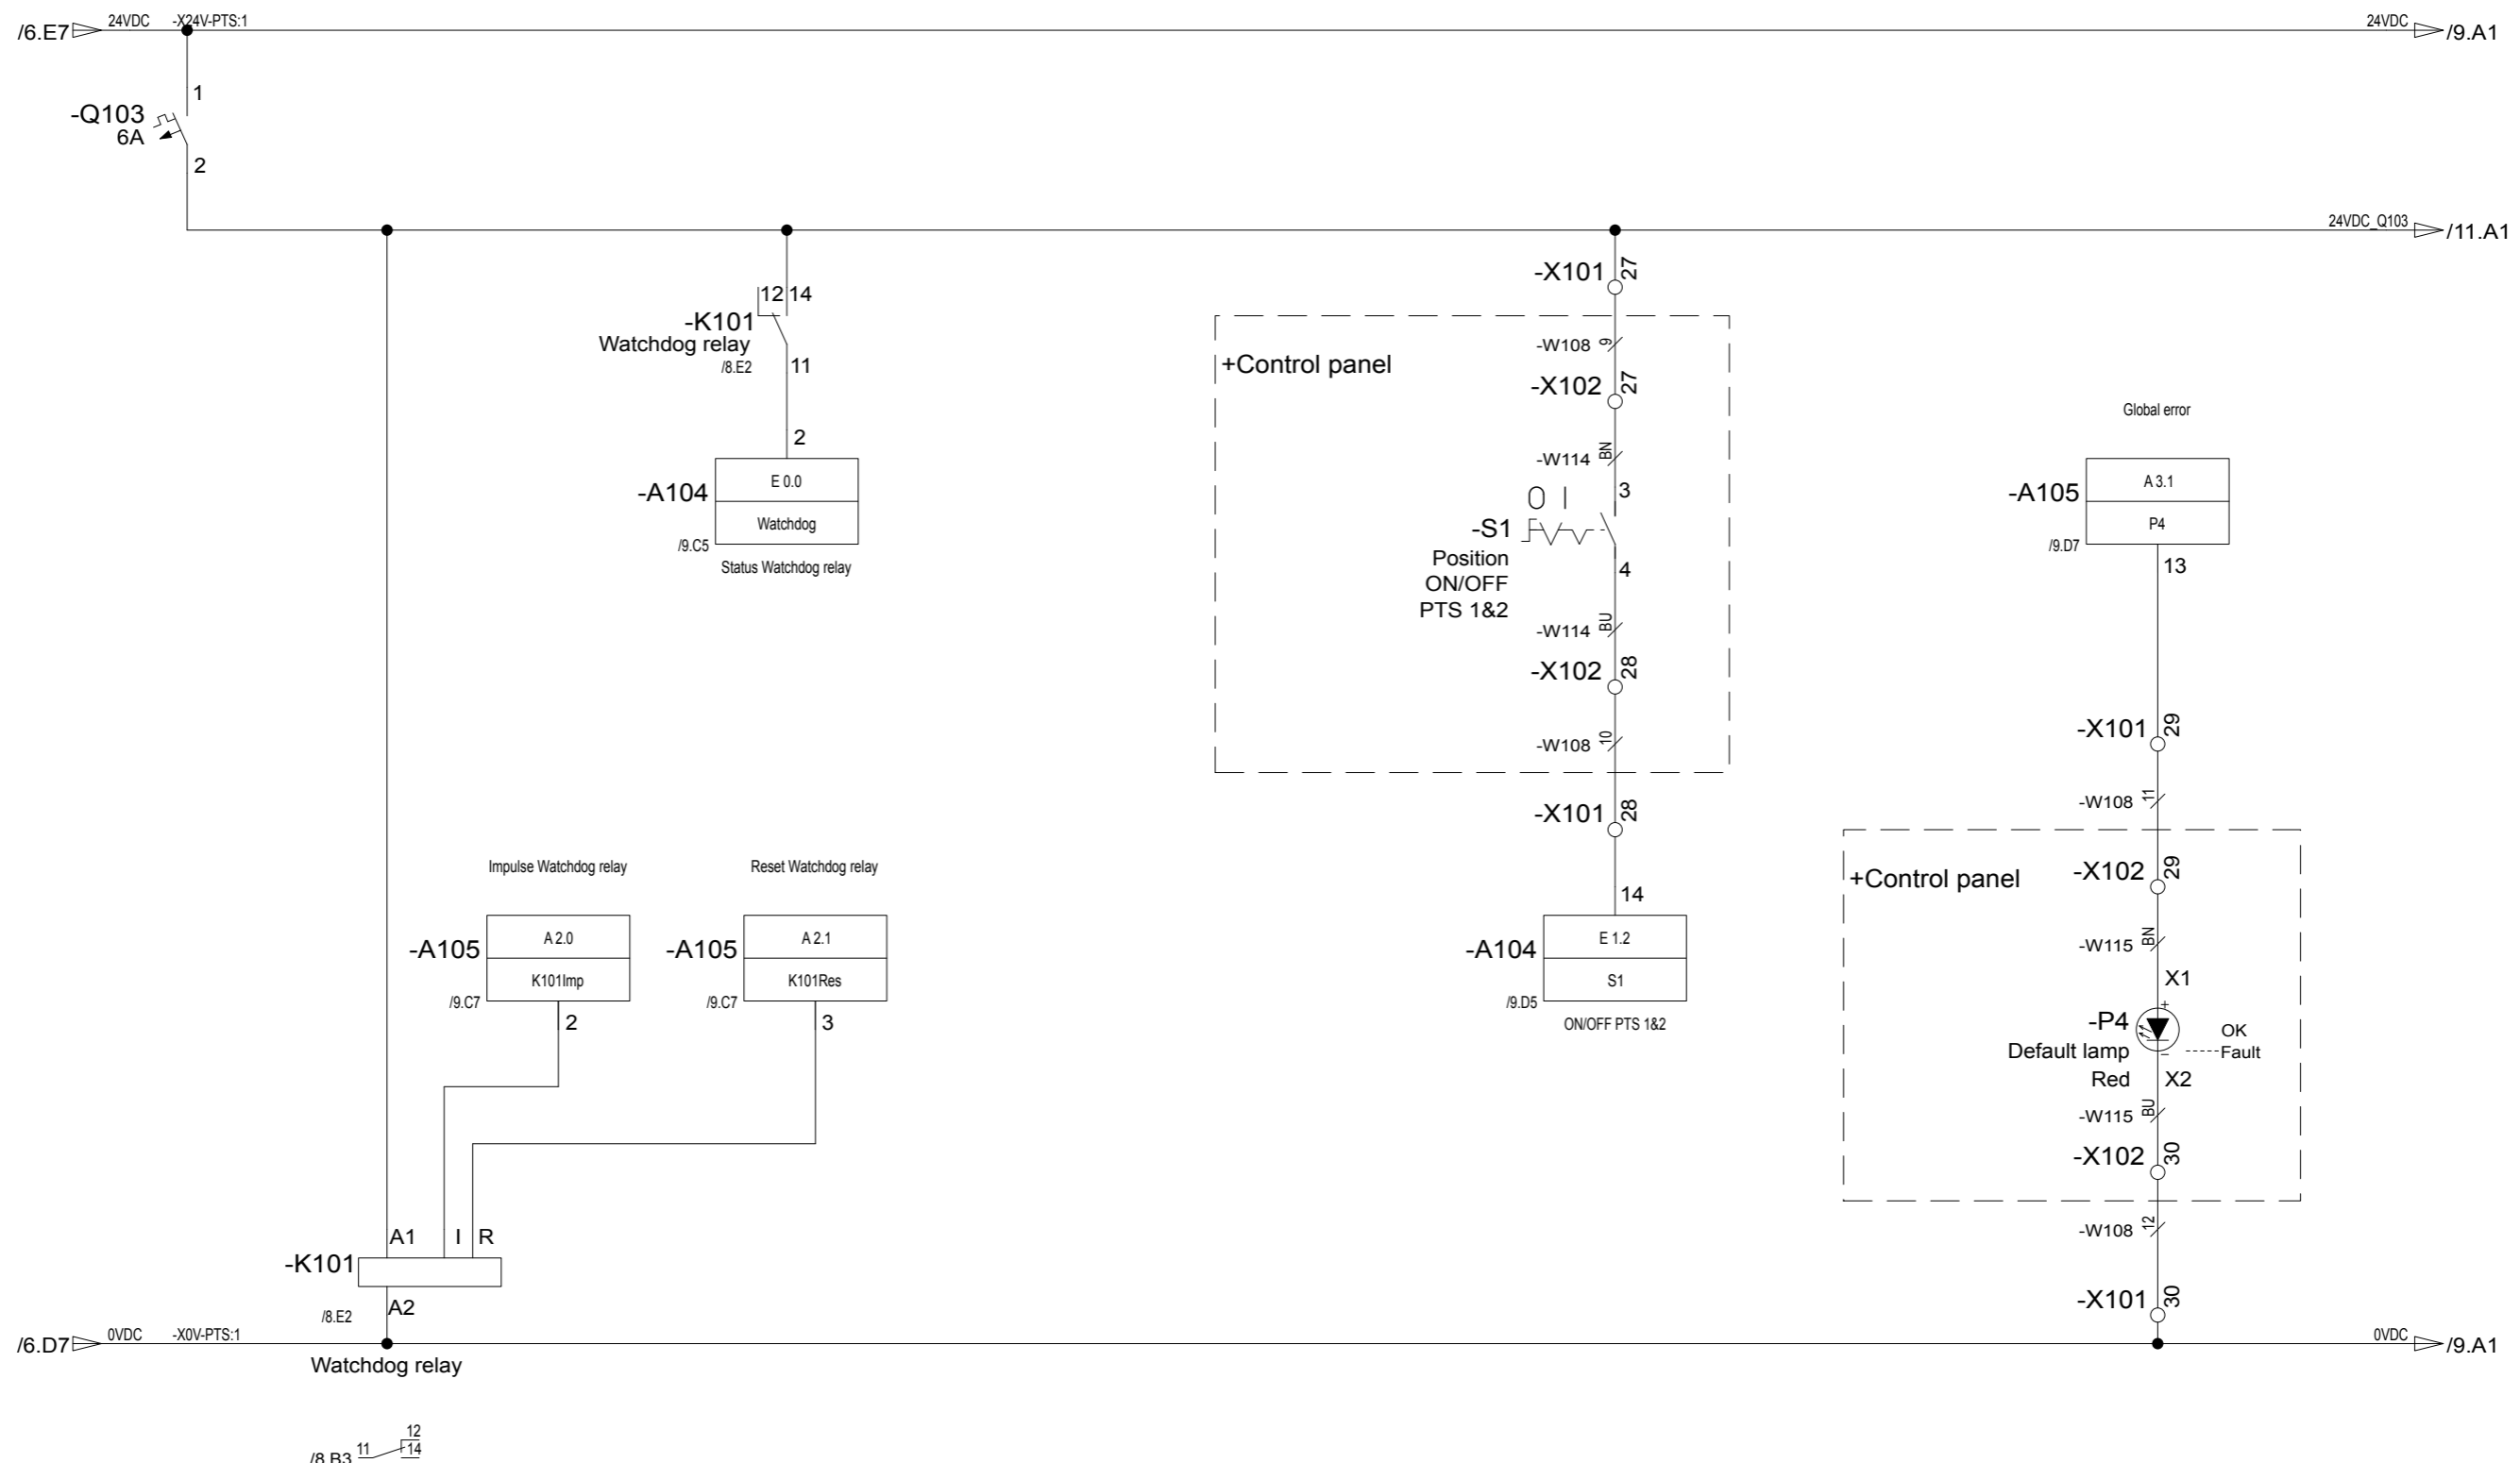 /6.E7 24VDC -X24V-PTS:1 24VDC /9.A1
1
-Q103
6A
2
24VDC_Q103 /11.A1
-X101 27
12 14
-K101
Watchdog relay
/8.E2 11
+Control panel
-W108 9
-X102 27
2
E 0.0
-A104
Watchdog
/9.C5
Status Watchdog relay
-W114 BN
3
0 I
-S1
Position
ON/OFF
PTS 1&2
4
-W114 BU
-X102 28
-W108 10
-X101 28
14
E 1.2
-A104
S1
/9.D5
ON/OFF PTS 1&2
Global error
A 3.1
-A105
P4
/9.D7
13
-X101 29
-W108 11
+Control panel
-X102 29
-W115 BN
X1
+
-P4
Default lamp
Red
OK
Fault
–
X2
-W115 BU
-X102 30
-W108 12
-X101 30
Impulse Watchdog relay
A 2.0
-A105
K101Imp
/9.C7
2
Reset Watchdog relay
A 2.1
-A105
K101Res
/9.C7
3
A1 I R
-K101
A2
/8.E2
/6.D7 0VDC -X0V-PTS:1 0VDC /9.A1
Watchdog relay
12
/8.B3 11 14